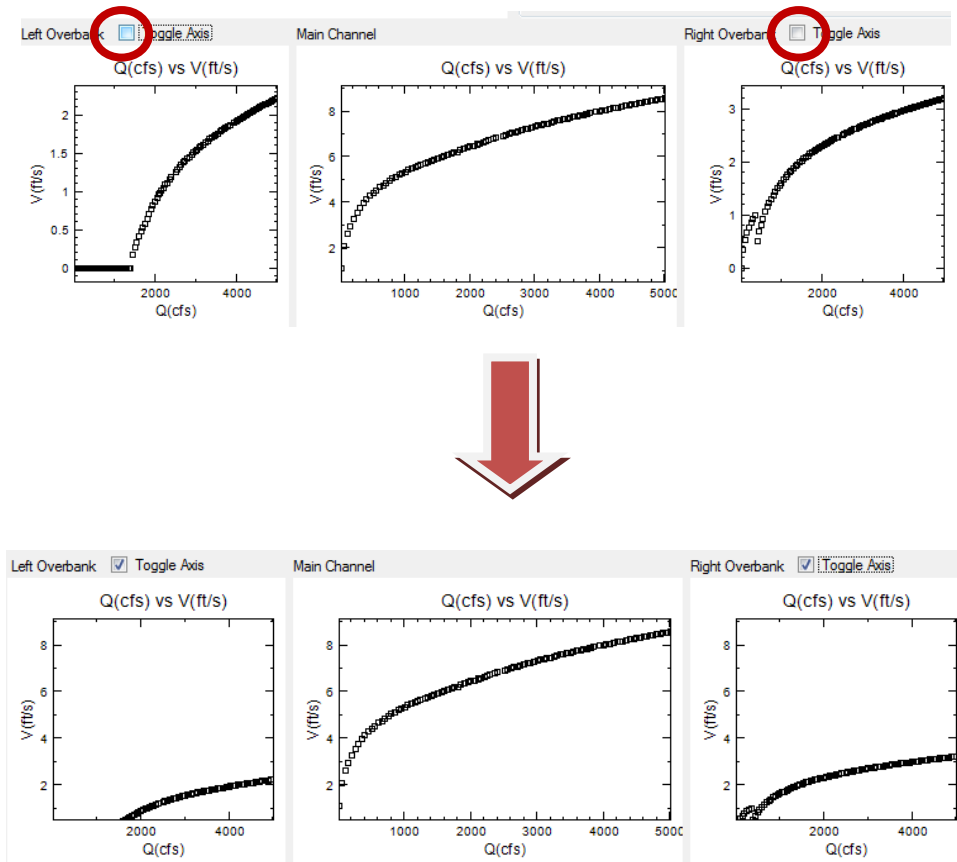 Left Overbank Toggle Axis
Q(cfs) vs V(ft/s)
V(ft/s)
2
1.5
1
0.5
0
2000 4000
Q(cfs)
Main Channel
Q(cfs) vs V(ft/s)
V(ft/s)
8
6
4
2
1000 2000 3000 4000 5000
Q(cfs)
Right Overbank Toggle Axis
Q(cfs) vs V(ft/s)
V(ft/s)
3
2
1
0
2000 4000
Q(cfs)
Left Overbank Toggle Axis
Q(cfs) vs V(ft/s)
V(ft/s)
8
6
4
2
2000 4000
Q(cfs)
Main Channel
Q(cfs) vs V(ft/s)
V(ft/s)
8
6
4
2
1000 2000 3000 4000 5000
Q(cfs)
Right Overbank Toggle Axis
Q(cfs) vs V(ft/s)
V(ft/s)
8
6
4
2
2000 4000
Q(cfs)